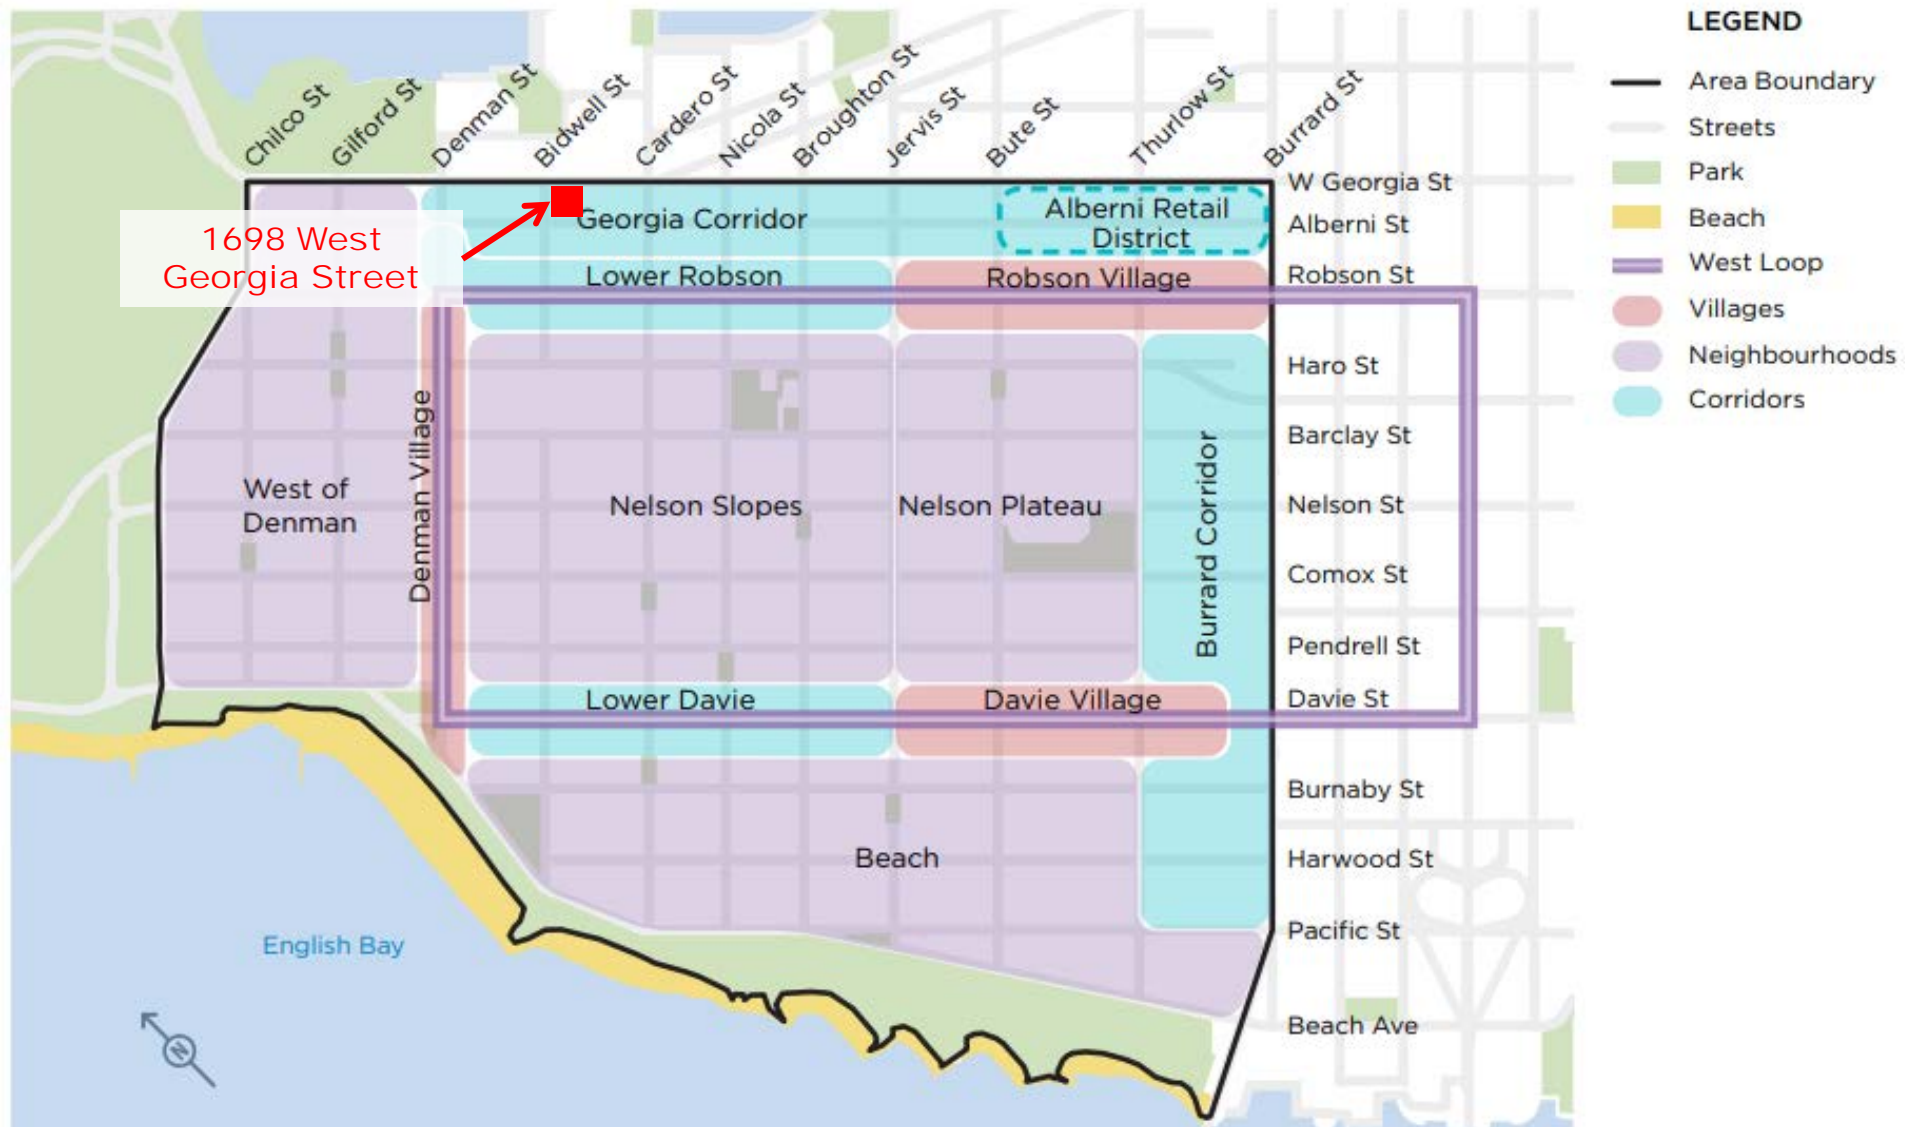 LEGEND
Area Boundary
Streets
Park
Beach
West Loop
Villages
Neighbourhoods
Corridors
Chilco St
Gilford St
Denman St
Bidwell St
Cardero St
Nicola St
Broughton St
Jervis St
Bute St
Thurlow St
Burrard St
W Georgia St
Alberni St
Robson St
Haro St
Barclay St
Nelson St
Comox St
Pendrell St
Davie St
Burnaby St
Harwood St
Pacific St
Beach Ave
1698 West
Georgia Street
Georgia Corridor
Alberni Retail
District
Lower Robson
Robson Village
West of
Denman
Denman Village
Nelson Slopes
Nelson Plateau
Burrard Corridor
Lower Davie
Davie Village
Beach
English Bay
N